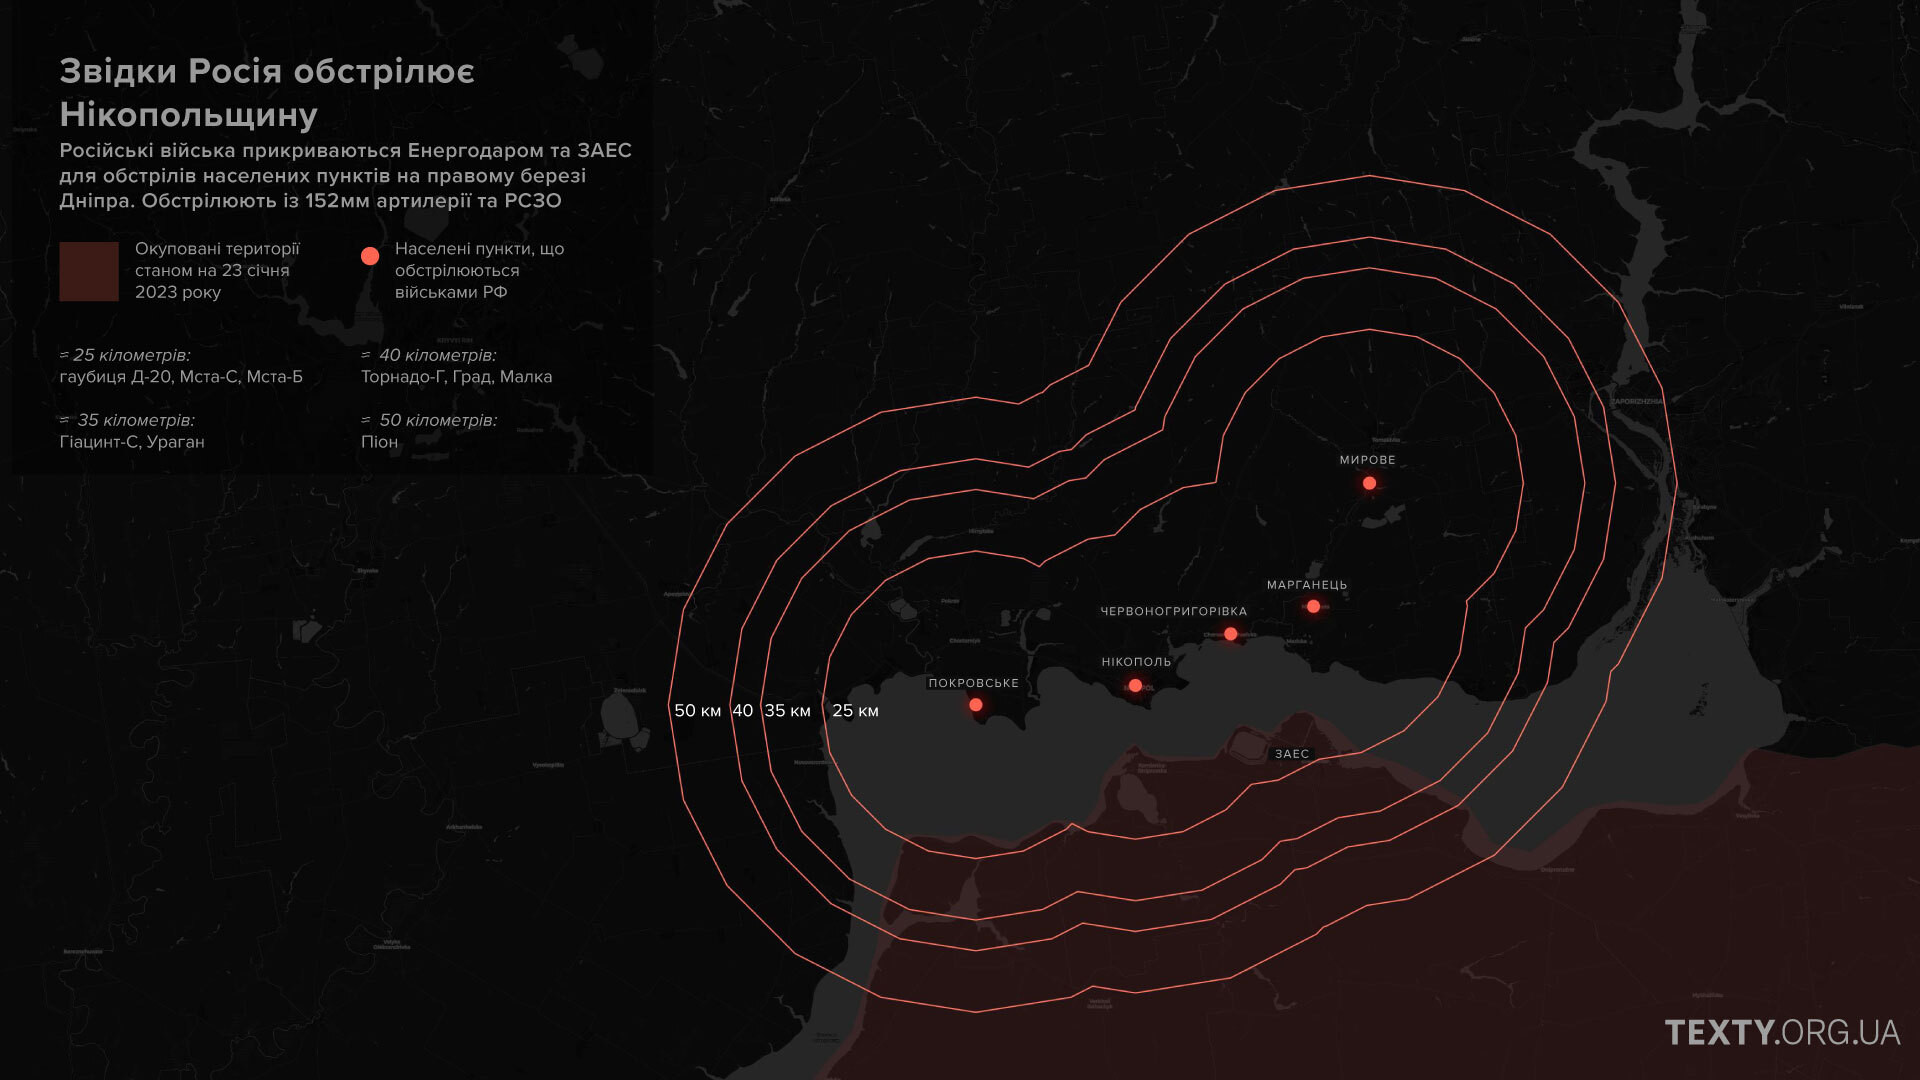 Звідки Росія обстрілює
Нікопольщину
Російські війська прикриваються Енергодаром та ЗАЕС
для обстрілів населених пунктів на правому березі
Дніпра. Обстрілюють із 152мм артилерії та РСЗО
Окуповані території
станом на 23 січня
2023 року
Населені пункти, що
обстрілюються
військами РФ
≈ 25 кілометрів:
гаубиця Д-20, Мста-С, Мста-Б
≈ 40 кілометрів:
Торнадо-Г, Град, Малка
≈ 35 кілометрів:
Гіацинт-С, Ураган
≈ 50 кілометрів:
Піон
ZAPORIZHZHIA
МИРОВЕ
МАРГАНЕЦЬ
ЧЕРВОНОГРИГОРІВКА
НІКОПОЛЬ
ПОКРОВСЬКЕ
50 км
40
35 км
25 км
ЗАЕС
TEXTY.ORG.UA